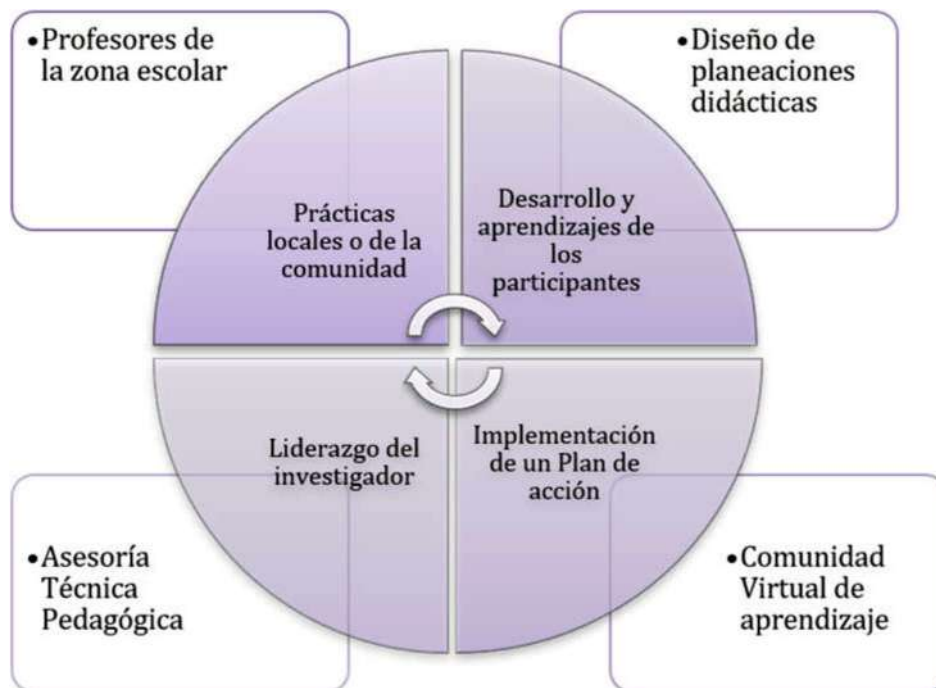 •Profesores de
la zona escolar
•Diseño de
planeaciones
didácticas
Prácticas
locales o de la
comunidad
Desarrollo y
aprendizajes de
los
participantes
Liderazgo del
investigador
Implementación
de un Plan de
acción
•Asesoría
Técnica
Pedagógica
•Comunidad
Virtual de
aprendizaje